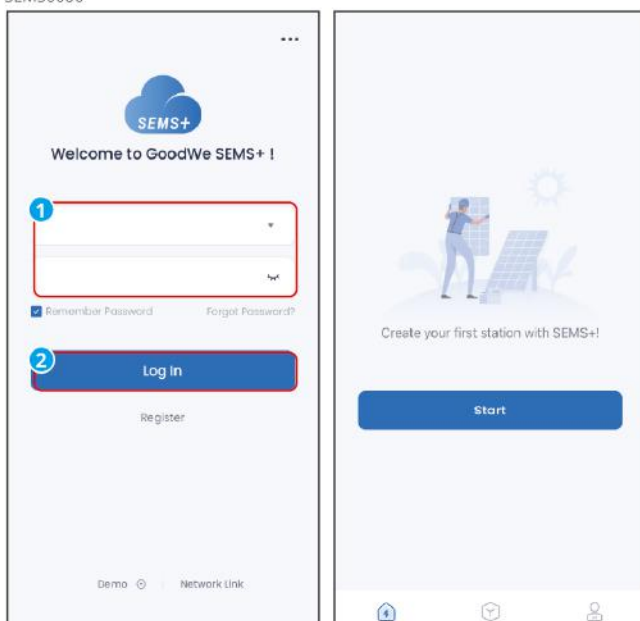 SEMS0006
•••
SEMS+
Welcome to GoodWe SEMS+ !
1
Remember Password Forgot Password?
2
Log In
Register
Demo Network Link
Create your first station with SEMS+!
Start